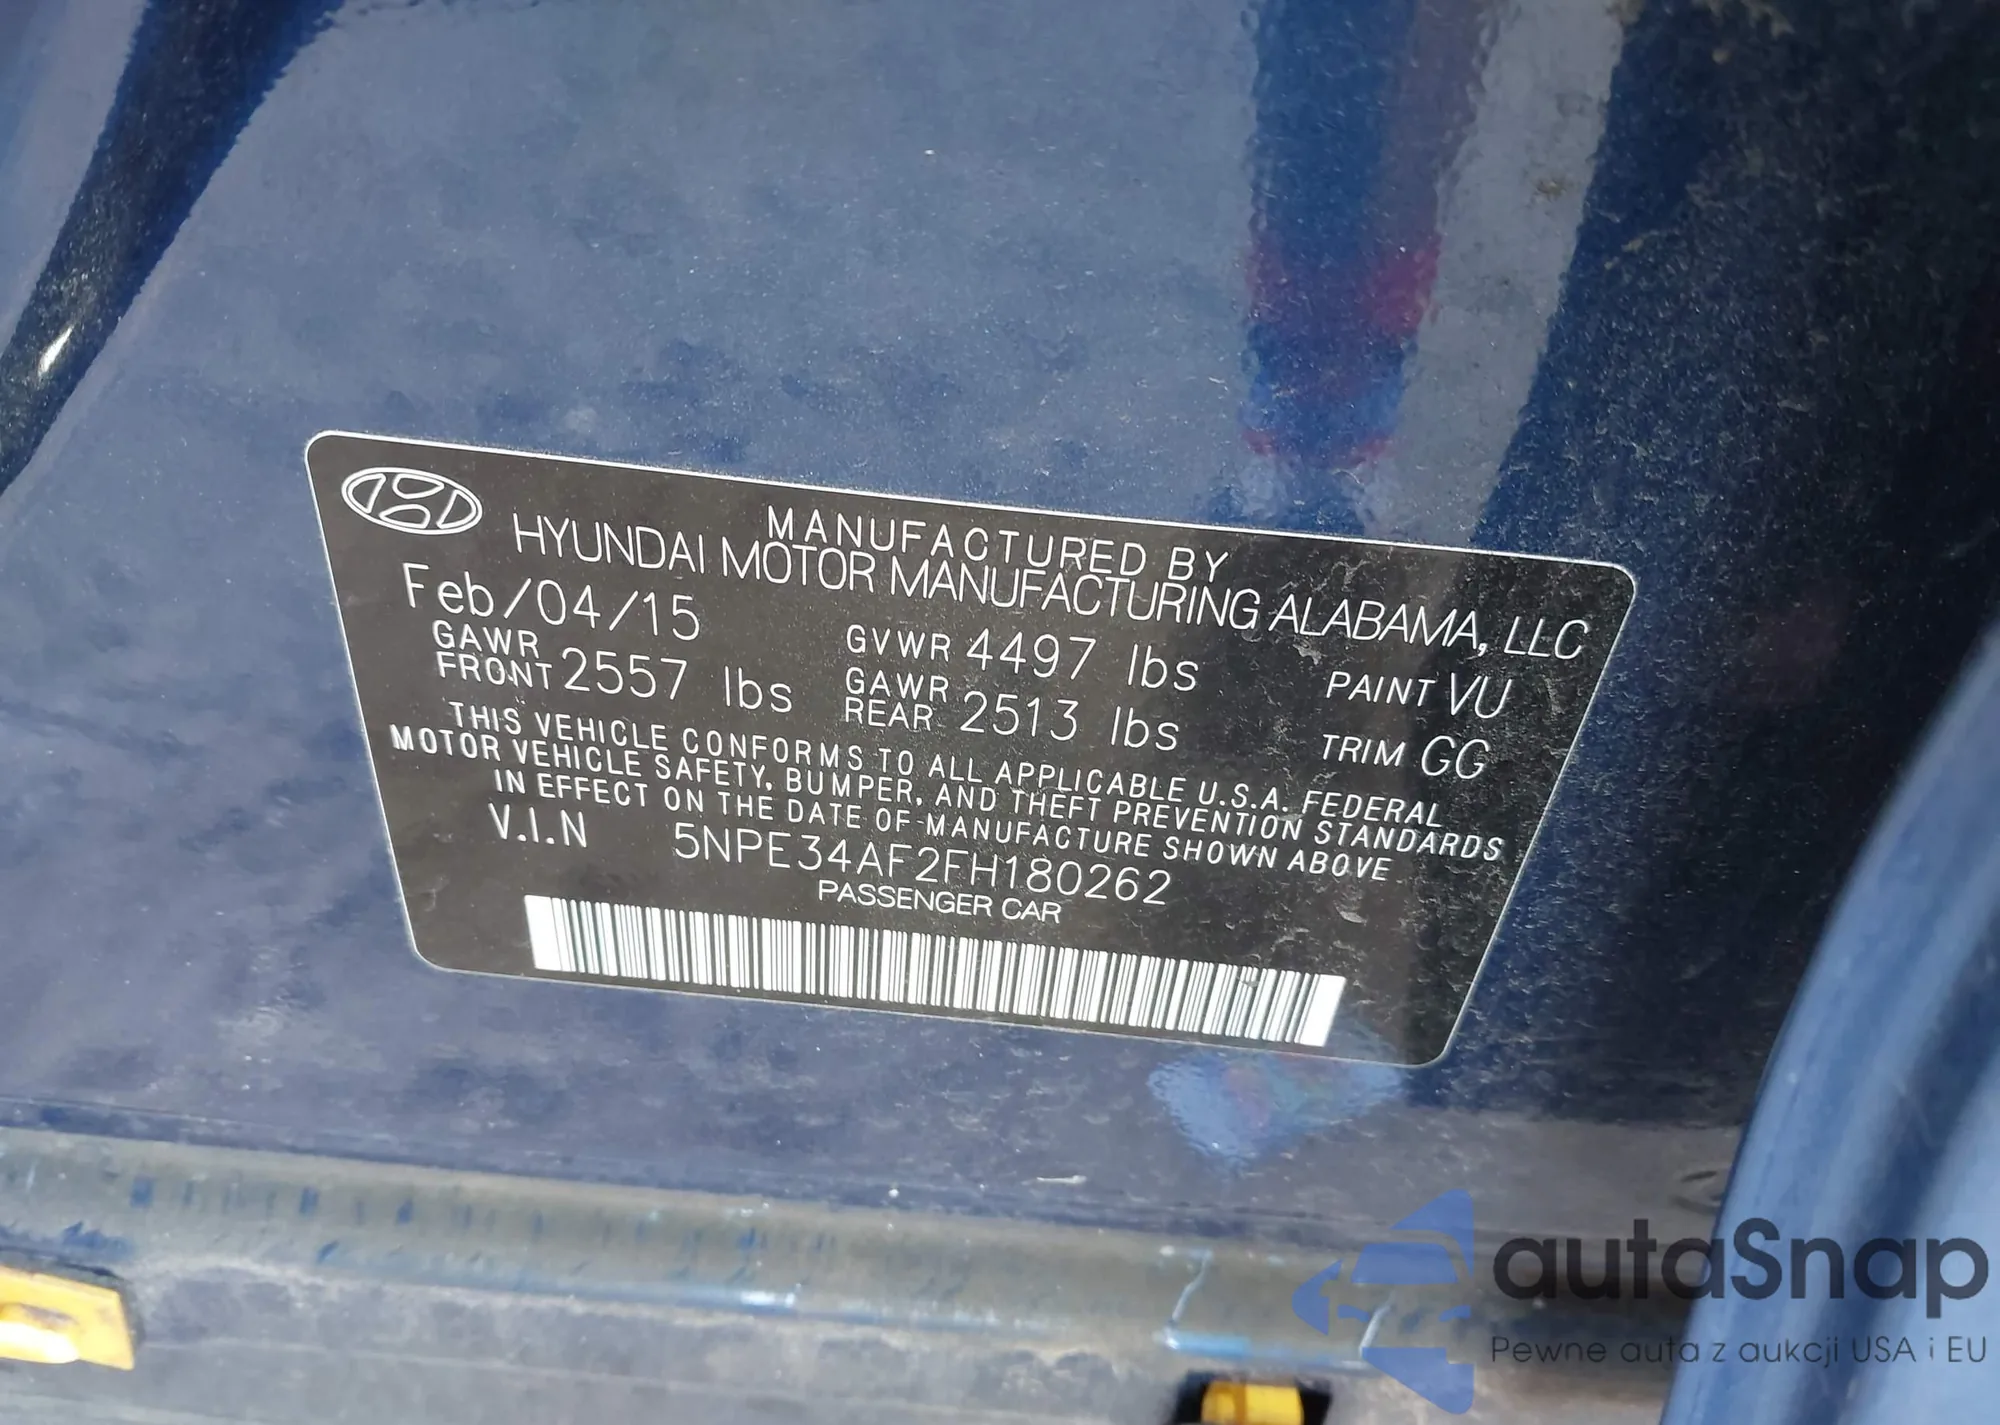 MANUFACTURED BY
HYUNDAI MOTOR MANUFACTURING ALABAMA, LLC
Feb/04/15
GVWR 4497 lbs
PAINT VU
GAWR FRONT 2557 lbs
GAWR REAR 2513 lbs
TRIM GG
THIS VEHICLE CONFORMS TO ALL APPLICABLE U.S.A. FEDERAL
MOTOR VEHICLE SAFETY, BUMPER, AND THEFT PREVENTION STANDARDS
IN EFFECT ON THE DATE OF MANUFACTURE SHOWN ABOVE
V.I.N 5NPE34AF2FH180262
PASSENGER CAR
autaSnap
Pewne auta z aukcji USA i EU